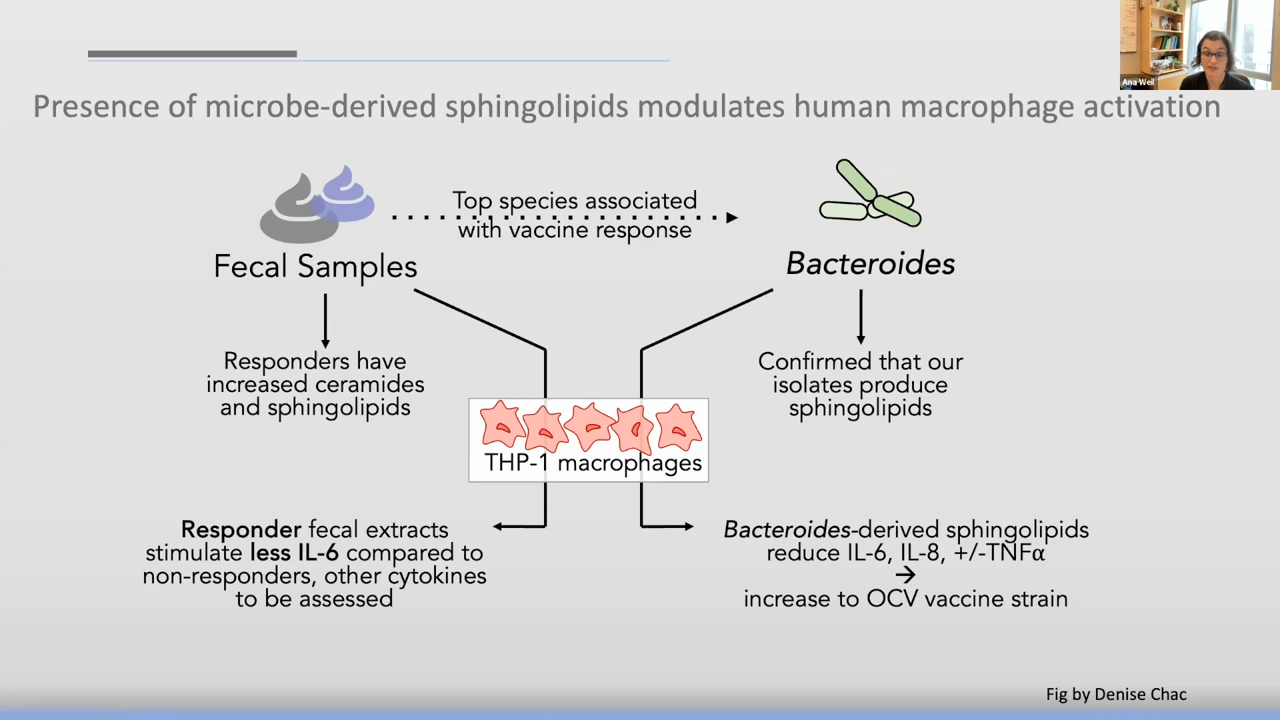 Ana Weil
Presence of microbe-derived sphingolipids modulates human macrophage activation
Top species associated
with vaccine response
Fecal Samples
Bacteroides
Responders have
increased ceramides
and sphingolipids
Confirmed that our
isolates produce
sphingolipids
THP-1 macrophages
Responder fecal extracts
stimulate less IL-6 compared to
non-responders, other cytokines
to be assessed
Bacteroides-derived sphingolipids
reduce IL-6, IL-8, +/-TNFα
→
increase to OCV vaccine strain
Fig by Denise Chac